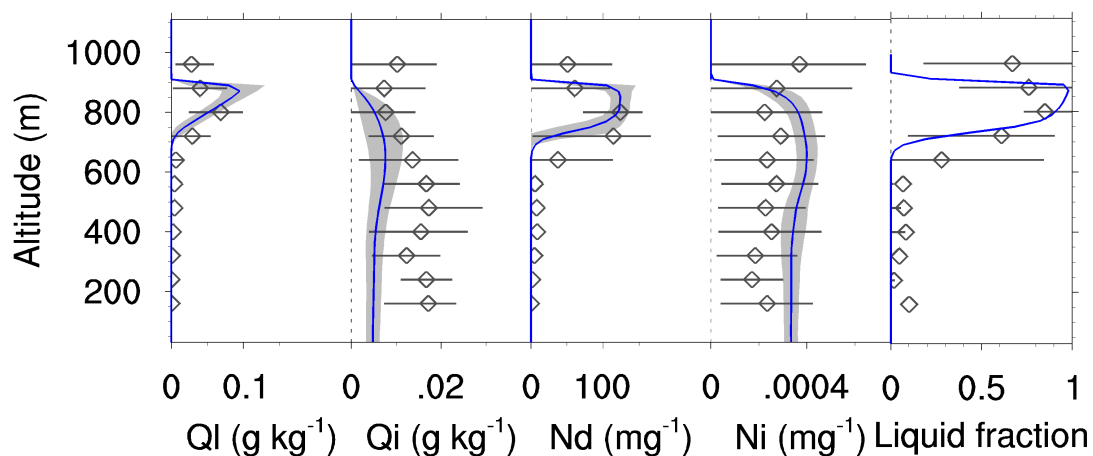 1000
800
600
400
200
Altitude (m)
0 0.1
0 .02
0 100
0 .0004
0 0.5 1
Ql (g kg⁻¹)
Qi (g kg⁻¹)
Nd (mg⁻¹)
Ni (mg⁻¹)
Liquid fraction